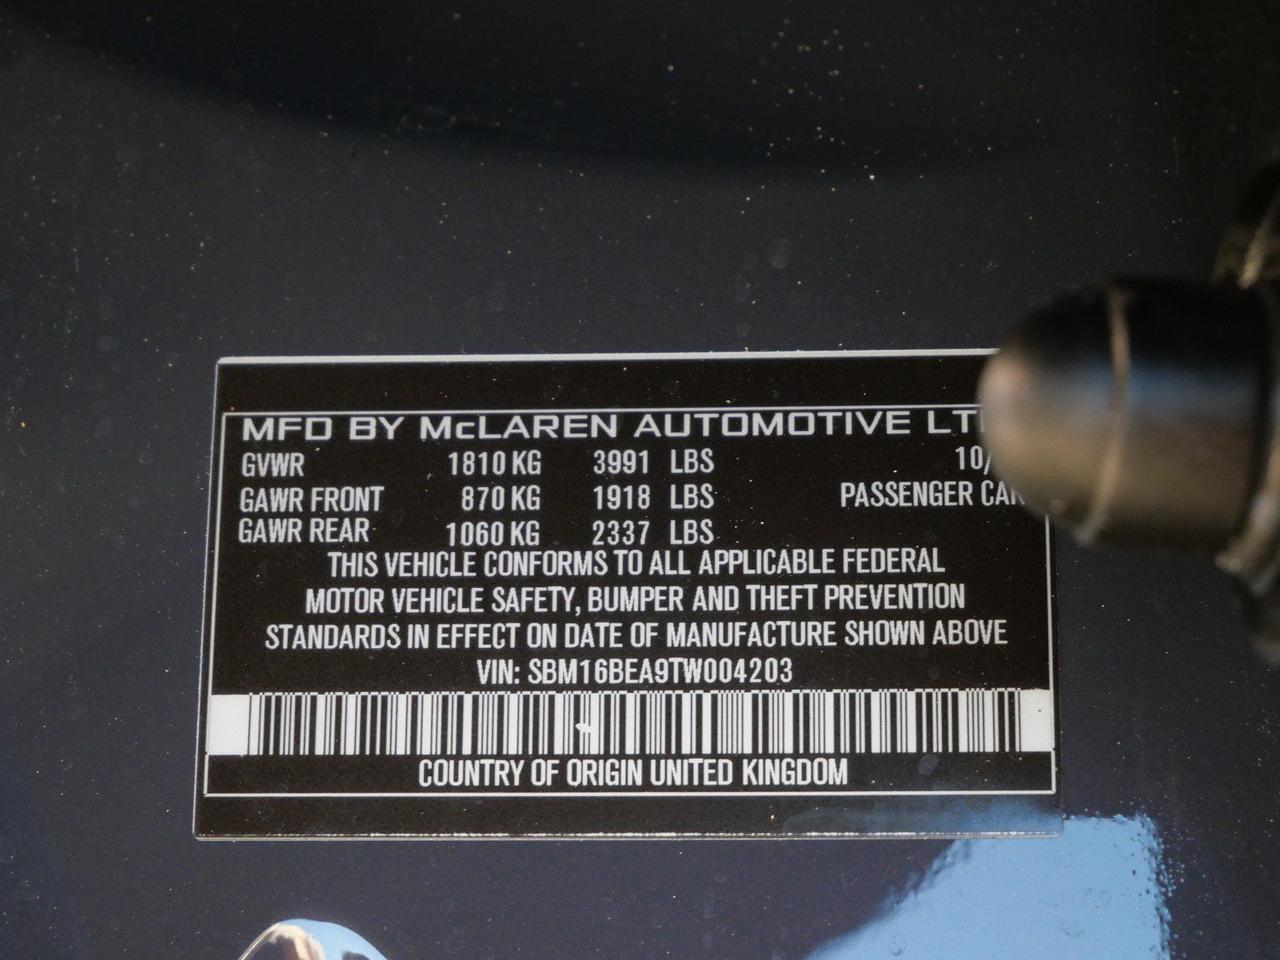 MFD BY McLAREN AUTOMOTIVE
GVWR 1810 KG 3991 LBS 10/
GAWR FRONT 870 KG 1918 LBS PASSENGER CAR
GAWR REAR 1060 KG 2337 LBS
THIS VEHICLE CONFORMS TO ALL APPLICABLE FEDERAL
MOTOR VEHICLE SAFETY, BUMPER AND THEFT PREVENTION
STANDARDS IN EFFECT ON DATE OF MANUFACTURE SHOWN ABOVE
VIN: SBM16BEA9TW004203
COUNTRY OF ORIGIN UNITED KINGDOM